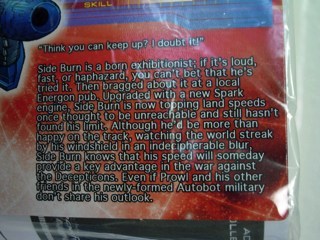 SKILL
"Think you can keep up? I doubt it!"
Side Burn is a born exhibitionist; if it's loud,
fast, or haphazard, you can't bet that he's
tried it. Then bragged about it at a local
Energon pub. Upgraded with a new Spark
engine, Side Burn is now topping land speeds
once thought to be unreachable and still hasn't
found his limit. Although he'd be more than
happy on the track, watching the world streak
by his windshield in an indecipherable blur,
Side Burn knows that his speed will someday
provide a key advantage in the war against
the Decepticons. Even if Prowl and his other
friends in the newly-formed Autobot military
don't share his outlook.